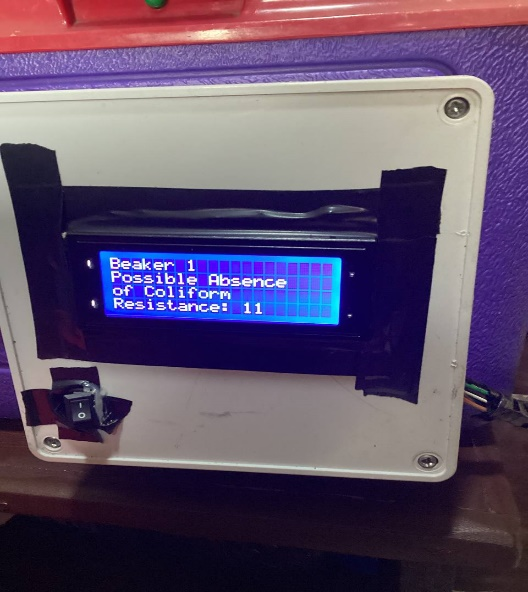 Beaker 1
Possible Absence
of Coliform
Resistance: 11